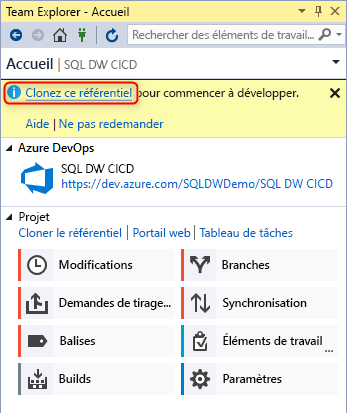 Team Explorer - Accueil
Rechercher des éléments de travail...
Accueil | SQL DW CICD
Clonez ce référentiel pour commencer à développer.
Aide | Ne pas redemander
Azure DevOps
SQL DW CICD
https://dev.azure.com/SQLDWDemo/SQL DW CICD
Projet
Cloner le référentiel | Portail web | Tableau de tâches
Modifications
Branches
Demandes de tirage...
Synchronisation
Balises
Éléments de travail
...
Builds
Paramètres